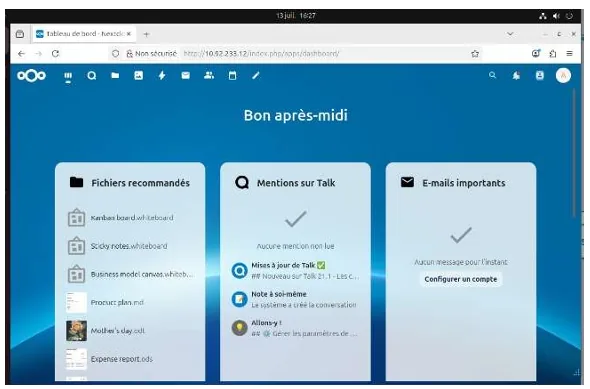 13 juil. 16:27
Tableau de bord - Nextcl
Non sécurisé
http://10.92.233.12/index.php/apps/dashboard/
A
Bon après-midi
Fichiers recommandés
Kanban board.whiteboard
Sticky notes.whiteboard
Business model canvas.whiteb...
Product plan.md
Mother's day.odt
Expense report.ods
Mentions sur Talk
Aucune mention non lue
Mises à jour de Talk ✅
## Nouveau sur Talk 21.1 - Les c...
Note à soi-même
Le système a créé la conversation
Allons-y !
## ⚙️ Gérer les paramètres de ...
E-mails importants
Aucun message pour l'instant
Configurer un compte